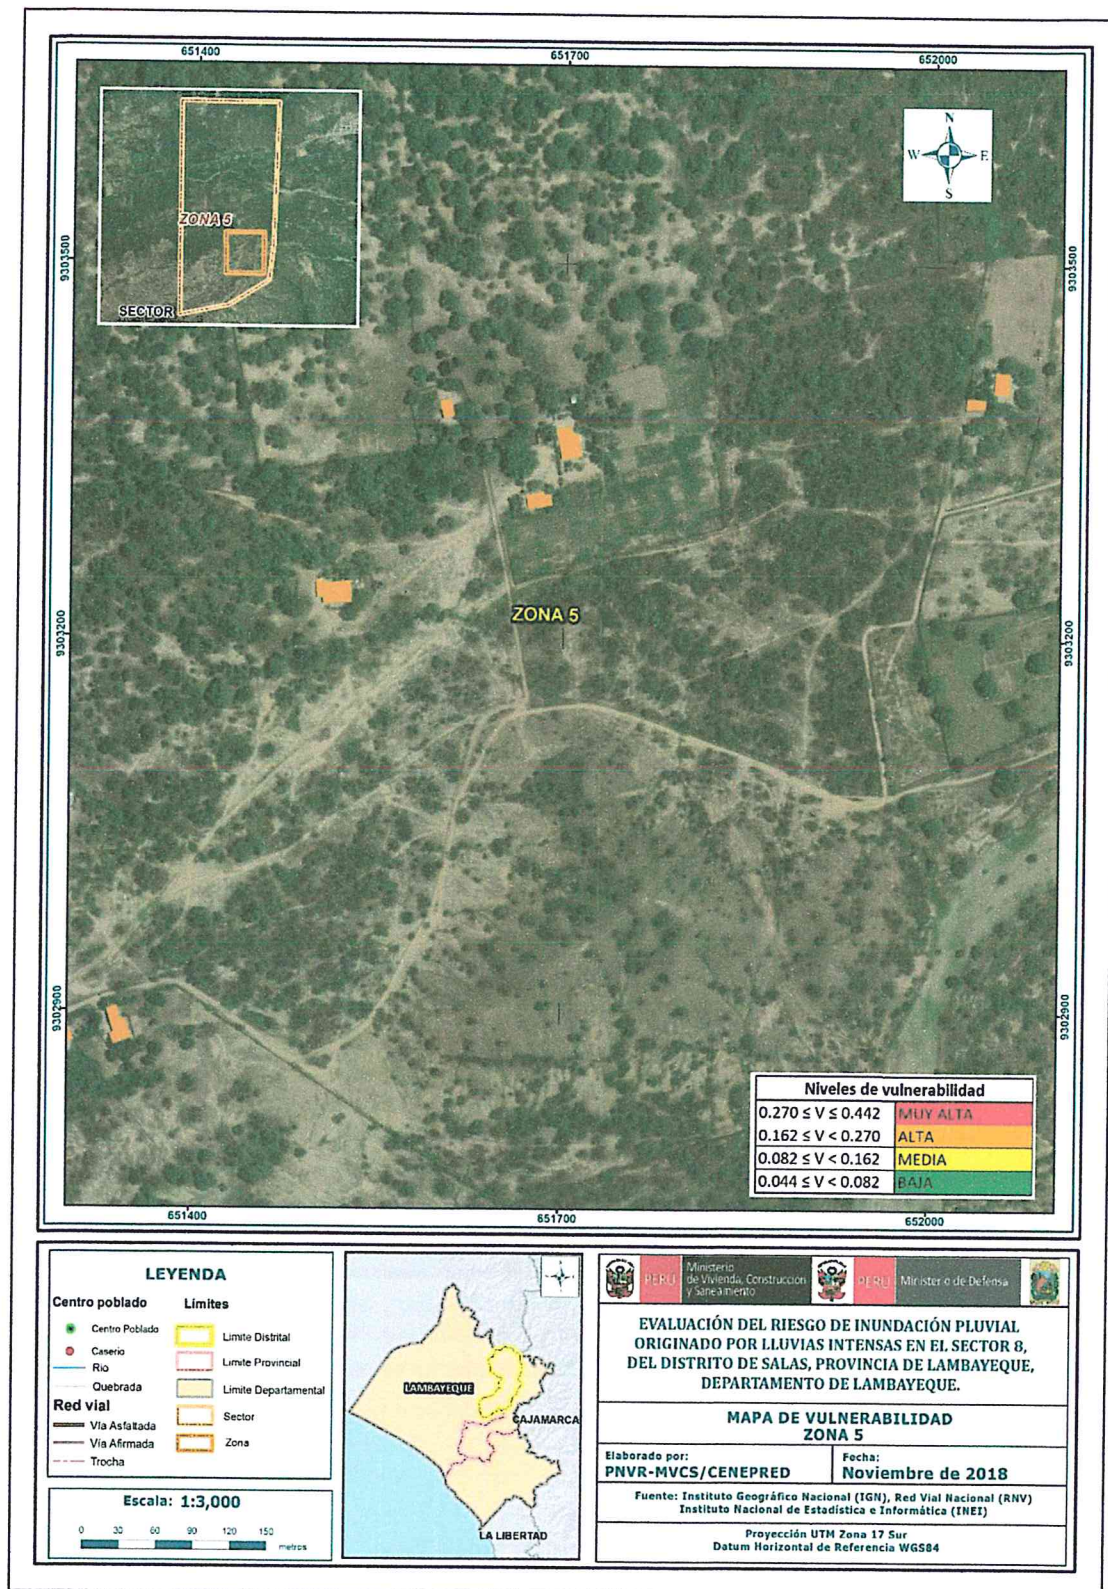 651400
651700
652000
ZONA 5
SECTOR
N
W E
S
9303500
9303500
9303200
9303200
ZONA 5
9302900
9302900
Niveles de vulnerabilidad
0.270 ≤ V ≤ 0.442 MUY ALTA
0.162 ≤ V < 0.270 ALTA
0.082 ≤ V < 0.162 MEDIA
0.044 ≤ V < 0.082 BAJA
651400
651700
652000
LEYENDA
Centro poblado
Centro Poblado
Caserio
Rio
Quebrada
Red vial
Vía Asfaltada
Vía Afirmada
Trocha
Limites
Limite Distrital
Limite Provincial
Limite Departamental
Sector
Zona
Escala: 1:3,000
0 30 60 90 120 150
metros
LAMBAYEQUE
CAJAMARCA
LA LIBERTAD
PERÚ
Ministerio
de Vivienda, Construcción
y Saneamiento
PERÚ
Ministerio de Defensa
EVALUACIÓN DEL RIESGO DE INUNDACIÓN PLUVIAL
ORIGINADO POR LLUVIAS INTENSAS EN EL SECTOR 8,
DEL DISTRITO DE SALAS, PROVINCIA DE LAMBAYEQUE,
DEPARTAMENTO DE LAMBAYEQUE.
MAPA DE VULNERABILIDAD
ZONA 5
Elaborado por:
PNVR-MVCS/CENEPRED
Fecha:
Noviembre de 2018
Fuente: Instituto Geográfico Nacional (IGN), Red Vial Nacional (RNV)
Instituto Nacional de Estadística e Informática (INEI)
Proyección UTM Zona 17 Sur
Datum Horizontal de Referencia WGS84